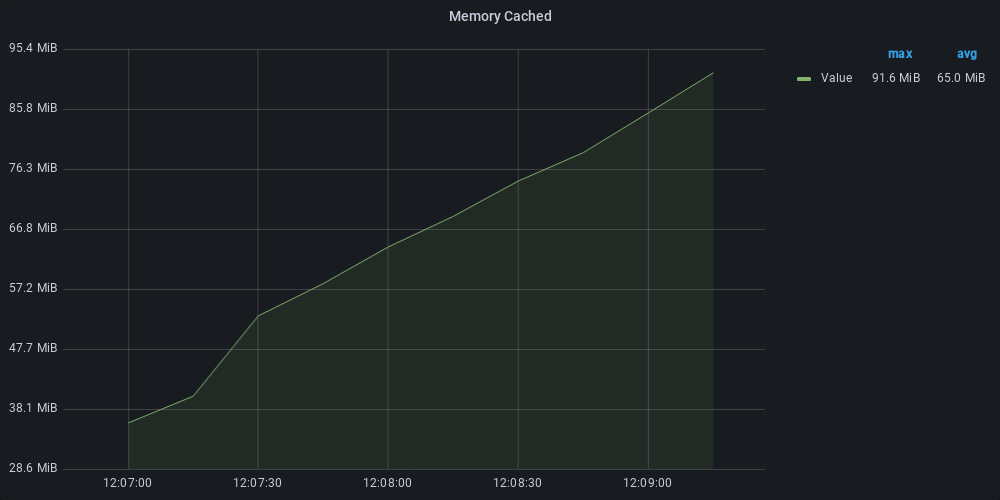 Memory Cached
95.4 MiB
85.8 MiB
76.3 MiB
66.8 MiB
57.2 MiB
47.7 MiB
38.1 MiB
28.6 MiB
12:07:00 12:07:30 12:08:00 12:08:30 12:09:00
max avg
Value 91.6 MiB 65.0 MiB